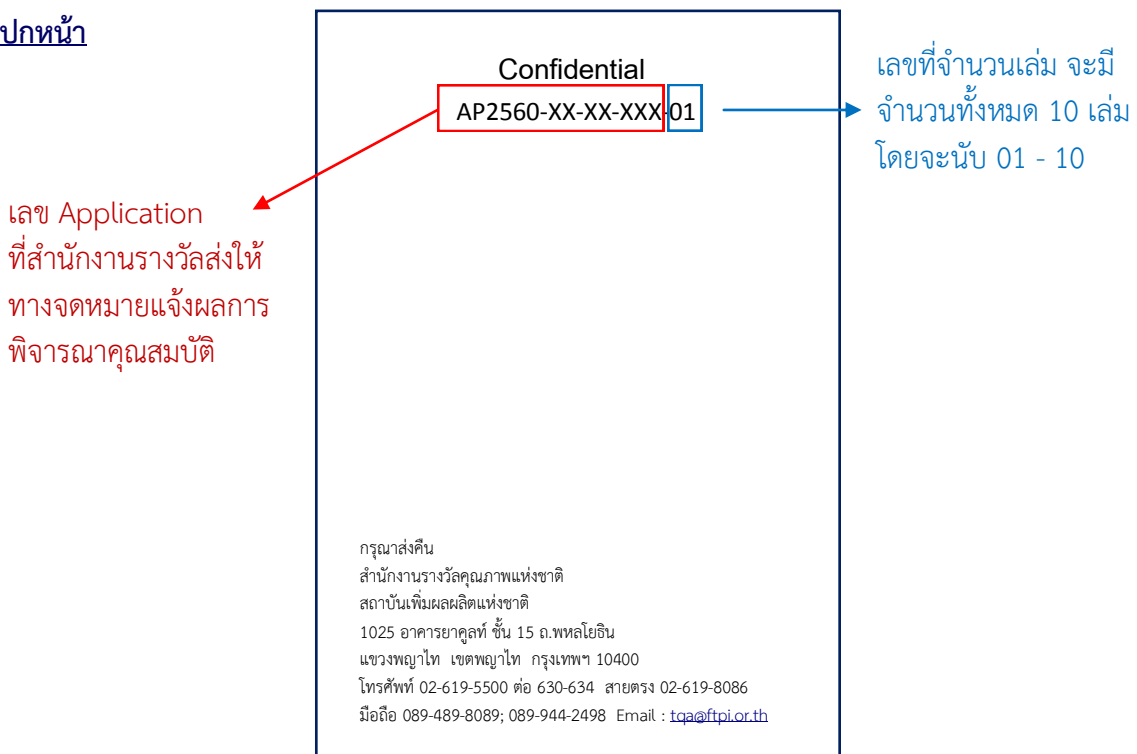 ปกหน้า
Confidential
AP2560-XX-XX-XXX-01
เลขที่จำนวนเล่ม จะมี
จำนวนทั้งหมด 10 เล่ม
โดยจะนับ 01 - 10
เลข Application
ที่สำนักงานรางวัลส่งให้
ทางจดหมายแจ้งผลการ
พิจารณาคุณสมบัติ
กรุณาส่งคืน
สำนักงานรางวัลคุณภาพแห่งชาติ
สถาบันเพิ่มผลผลิตแห่งชาติ
1025 อาคารยาคูลท์ ชั้น 15 ถ.พหลโยธิน
แขวงพญาไท เขตพญาไท กรุงเทพฯ 10400
โทรศัพท์ 02-619-5500 ต่อ 630-634 สายตรง 02-619-8086
มือถือ 089-489-8089; 089-944-2498 Email : tqa@ftpi.or.th